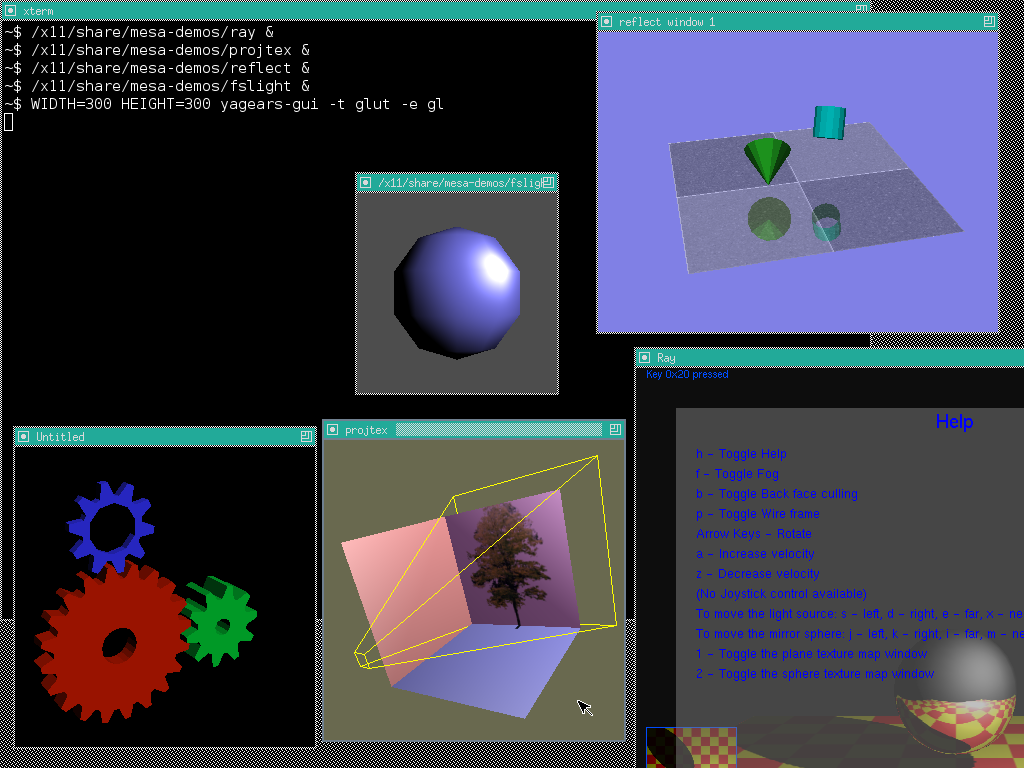 xterm
~$ /x11/share/mesa-demos/ray &
~$ /x11/share/mesa-demos/projtex &
~$ /x11/share/mesa-demos/reflect &
~$ /x11/share/mesa-demos/fslight &
~$ WIDTH=300 HEIGHT=300 yagears-gui -t glut -e gl
reflect window 1
/x11/share/mesa-demos/fslig
Ray
Key 0x20 pressed
Help
h - Toggle Help
f - Toggle Fog
b - Toggle Back face culling
p - Toggle Wire frame
Arrow Keys - Rotate
a - Increase velocity
z - Decrease velocity
(No Joystick control available)
To move the light source: s - left, d - right, e - far, x - ne
To move the mirror sphere: j - left, k - right, i - far, m - ne
1 - Toggle the plane texture map window
2 - Toggle the sphere texture map window
Untitled
projtex